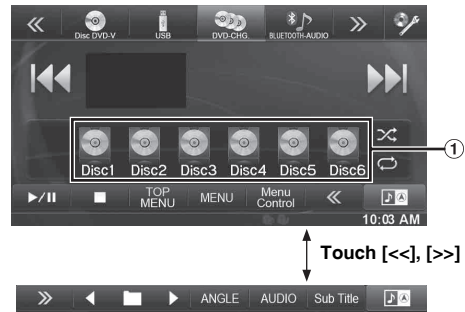 Disc DVD-V USB DVD-CHG. BLUETOOTH-AUDIO
Disc1 Disc2 Disc3 Disc4 Disc5 Disc6
1
TOP MENU MENU Menu Control
10:03 AM
Touch [<<], [>>]
ANGLE AUDIO Sub Title